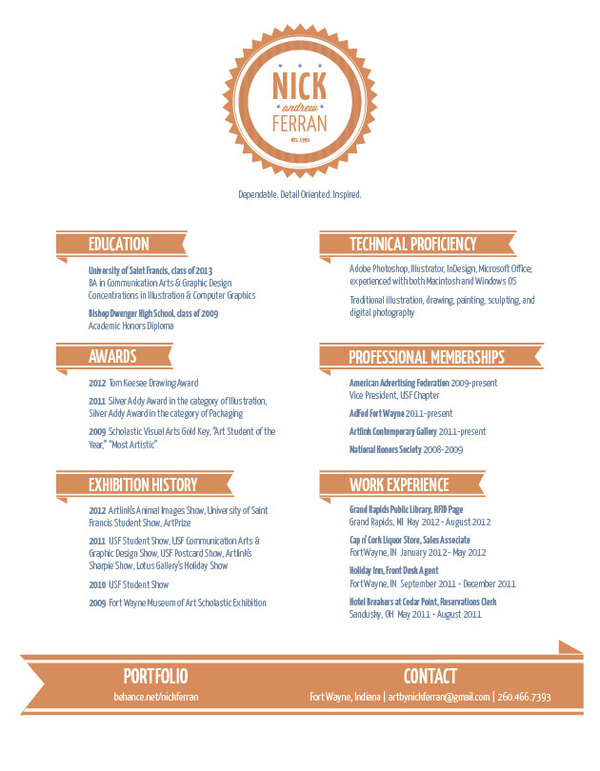 NICK
andrew
FERRAN
est. 1991
Dependable. Detail Oriented. Inspired.
EDUCATION
University of Saint Francis, class of 2013
BA in Communication Arts & Graphic Design
Concentrations in Illustration & Computer Graphics
Bishop Dwenger High School, class of 2009
Academic Honors Diploma
AWARDS
2012 Tom Keesee Drawing Award
2011 Silver Addy Award in the category of Illustration,
Silver Addy Award in the category of Packaging
2009 Scholastic Visual Arts Gold Key, "Art Student of the
Year," "Most Artistic"
EXHIBITION HISTORY
2012 Artlink's Animal Images Show, University of Saint
Francis Student Show, ArtPrize
2011 USF Student Show, USF Communication Arts &
Graphic Design Show, USF Postcard Show, Artlink's
Sharpie Show, Lotus Gallery's Holiday Show
2010 USF Student Show
2009 Fort Wayne Museum of Art Scholastic Exhibition
TECHNICAL PROFICIENCY
Adobe Photoshop, Illustrator, InDesign, Microsoft Office;
experienced with both Macintosh and Windows OS
Traditional illustration, drawing, painting, sculpting, and
digital photography
PROFESSIONAL MEMBERSHIPS
American Advertising Federation 2009-present
Vice President, USF Chapter
AdFed Fort Wayne 2011-present
Artlink Contemporary Gallery 2011-present
National Honors Society 2008-2009
WORK EXPERIENCE
Grand Rapids Public Library, RFID Page
Grand Rapids, MI May 2012 - August 2012
Cap n' Cork Liquor Store, Sales Associate
Fort Wayne, IN January 2012 - May 2012
Holiday Inn, Front Desk Agent
Fort Wayne, IN September 2011 - December 2011
Hotel Breakers at Cedar Point, Reservations Clerk
Sandusky, OH May 2011 - August 2011
PORTFOLIO
behance.net/nickferran
CONTACT
Fort Wayne, Indiana | artbynickferran@gmail.com | 260.466.7393